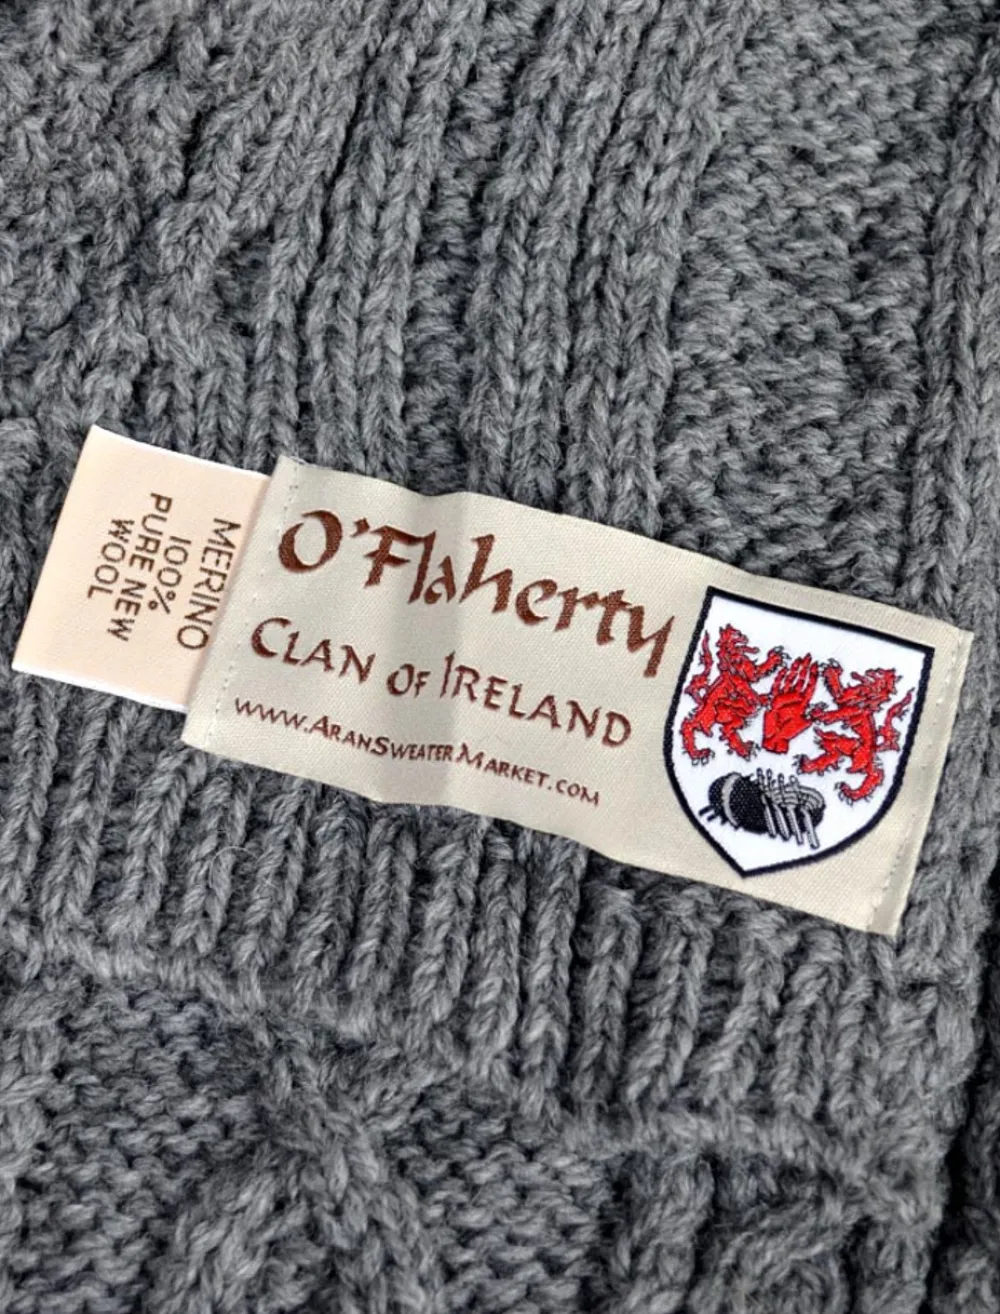 O'Flaherty
CLAN OF IRELAND
WWW.ARANSWEATERMARKET.COM
MERINO
100%
PURE NEW
WOOL